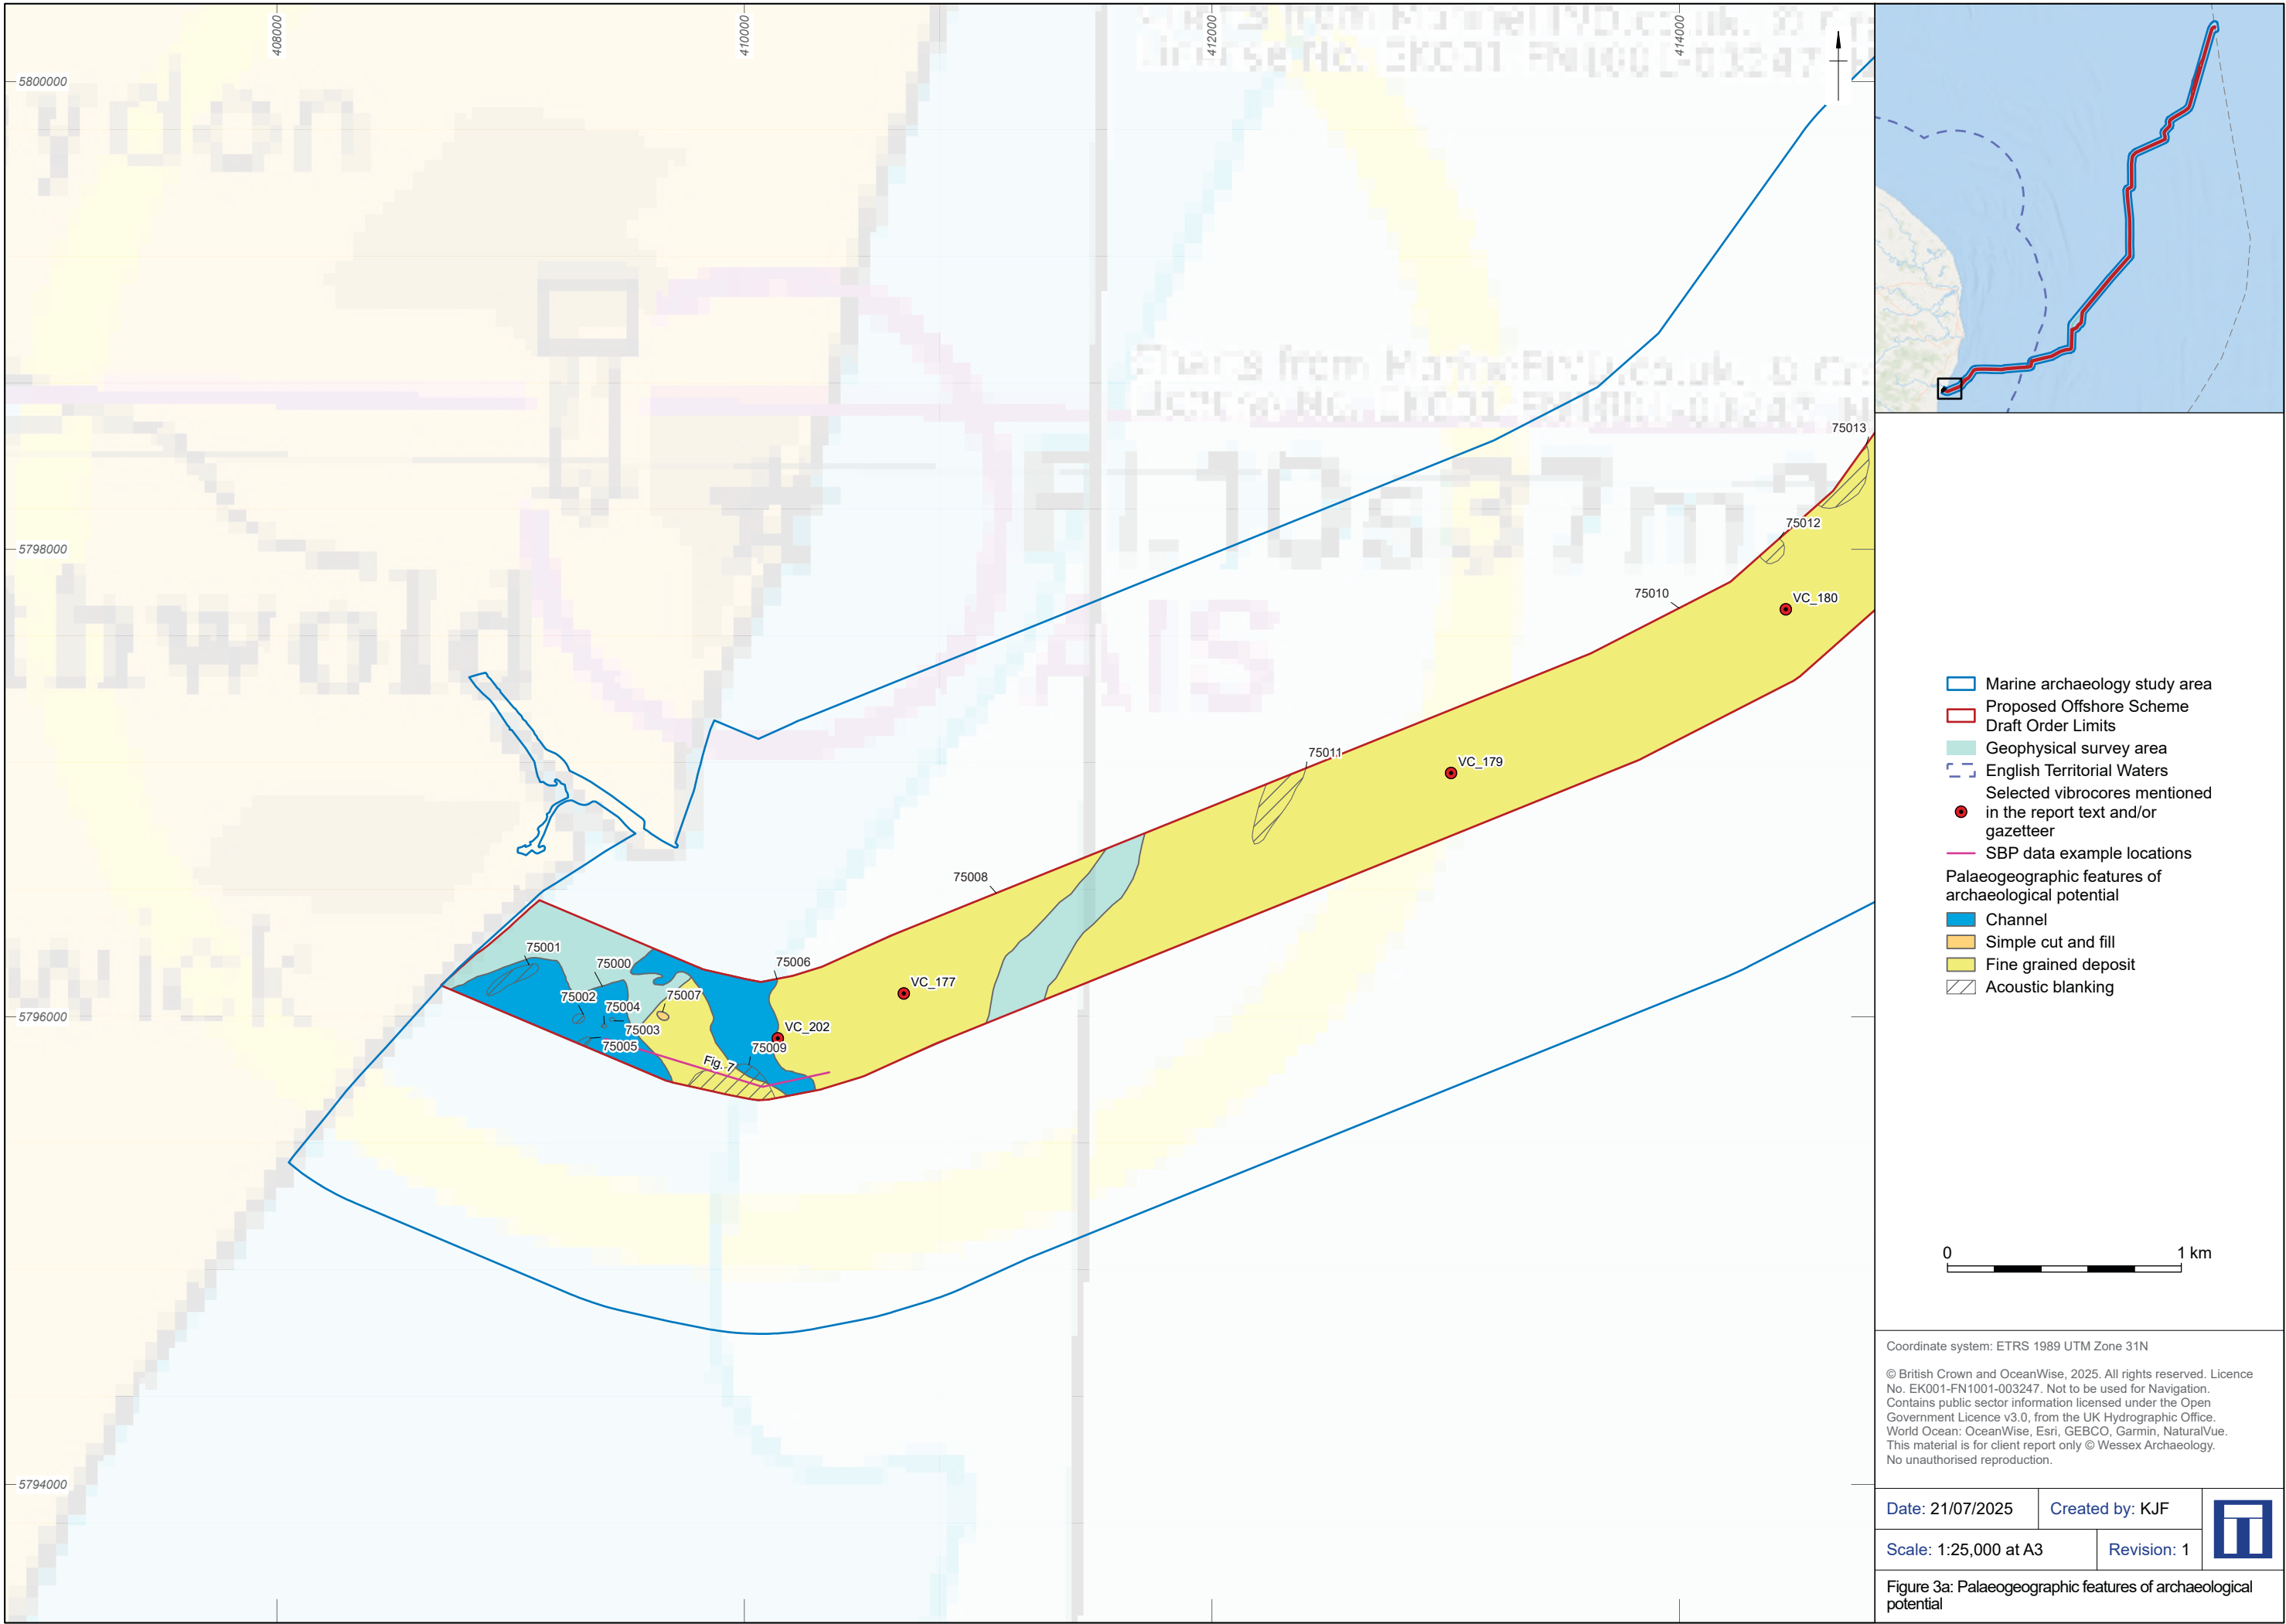 408000
410000
412000
414000
5800000
5798000
5796000
5794000
ydon
thwold
wick
Fl.10s37m2
AIS
75013
75012
75010
VC_180
75011
VC_179
75008
75001
75000
75006
VC_177
75002
75007
75004
75003
VC_202
75005
75009
Fig. 7
Marine archaeology study area
Proposed Offshore Scheme
Draft Order Limits
Geophysical survey area
English Territorial Waters
Selected vibrocores mentioned
in the report text and/or
gazetteer
SBP data example locations
Palaeogeographic features of
archaeological potential
Channel
Simple cut and fill
Fine grained deposit
Acoustic blanking
0 1 km
Coordinate system: ETRS 1989 UTM Zone 31N
© British Crown and OceanWise, 2025. All rights reserved. Licence
No. EK001-FN1001-003247. Not to be used for Navigation.
Contains public sector information licensed under the Open
Government Licence v3.0, from the UK Hydrographic Office.
World Ocean: OceanWise, Esri, GEBCO, Garmin, NaturalVue.
This material is for client report only © Wessex Archaeology.
No unauthorised reproduction.
Date: 21/07/2025 Created by: KJF
Scale: 1:25,000 at A3 Revision: 1
Figure 3a: Palaeogeographic features of archaeological
potential